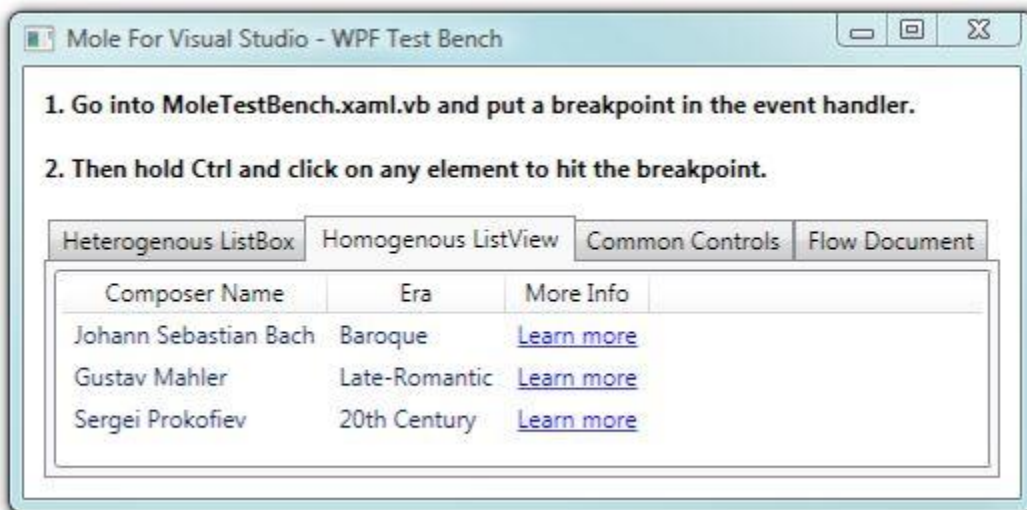 Mole For Visual Studio - WPF Test Bench
1. Go into MoleTestBench.xaml.vb and put a breakpoint in the event handler.
2. Then hold Ctrl and click on any element to hit the breakpoint.
Heterogenous ListBox Homogenous ListView Common Controls Flow Document
Composer Name Era More Info
Johann Sebastian Bach Baroque Learn more
Gustav Mahler Late-Romantic Learn more
Sergei Prokofiev 20th Century Learn more